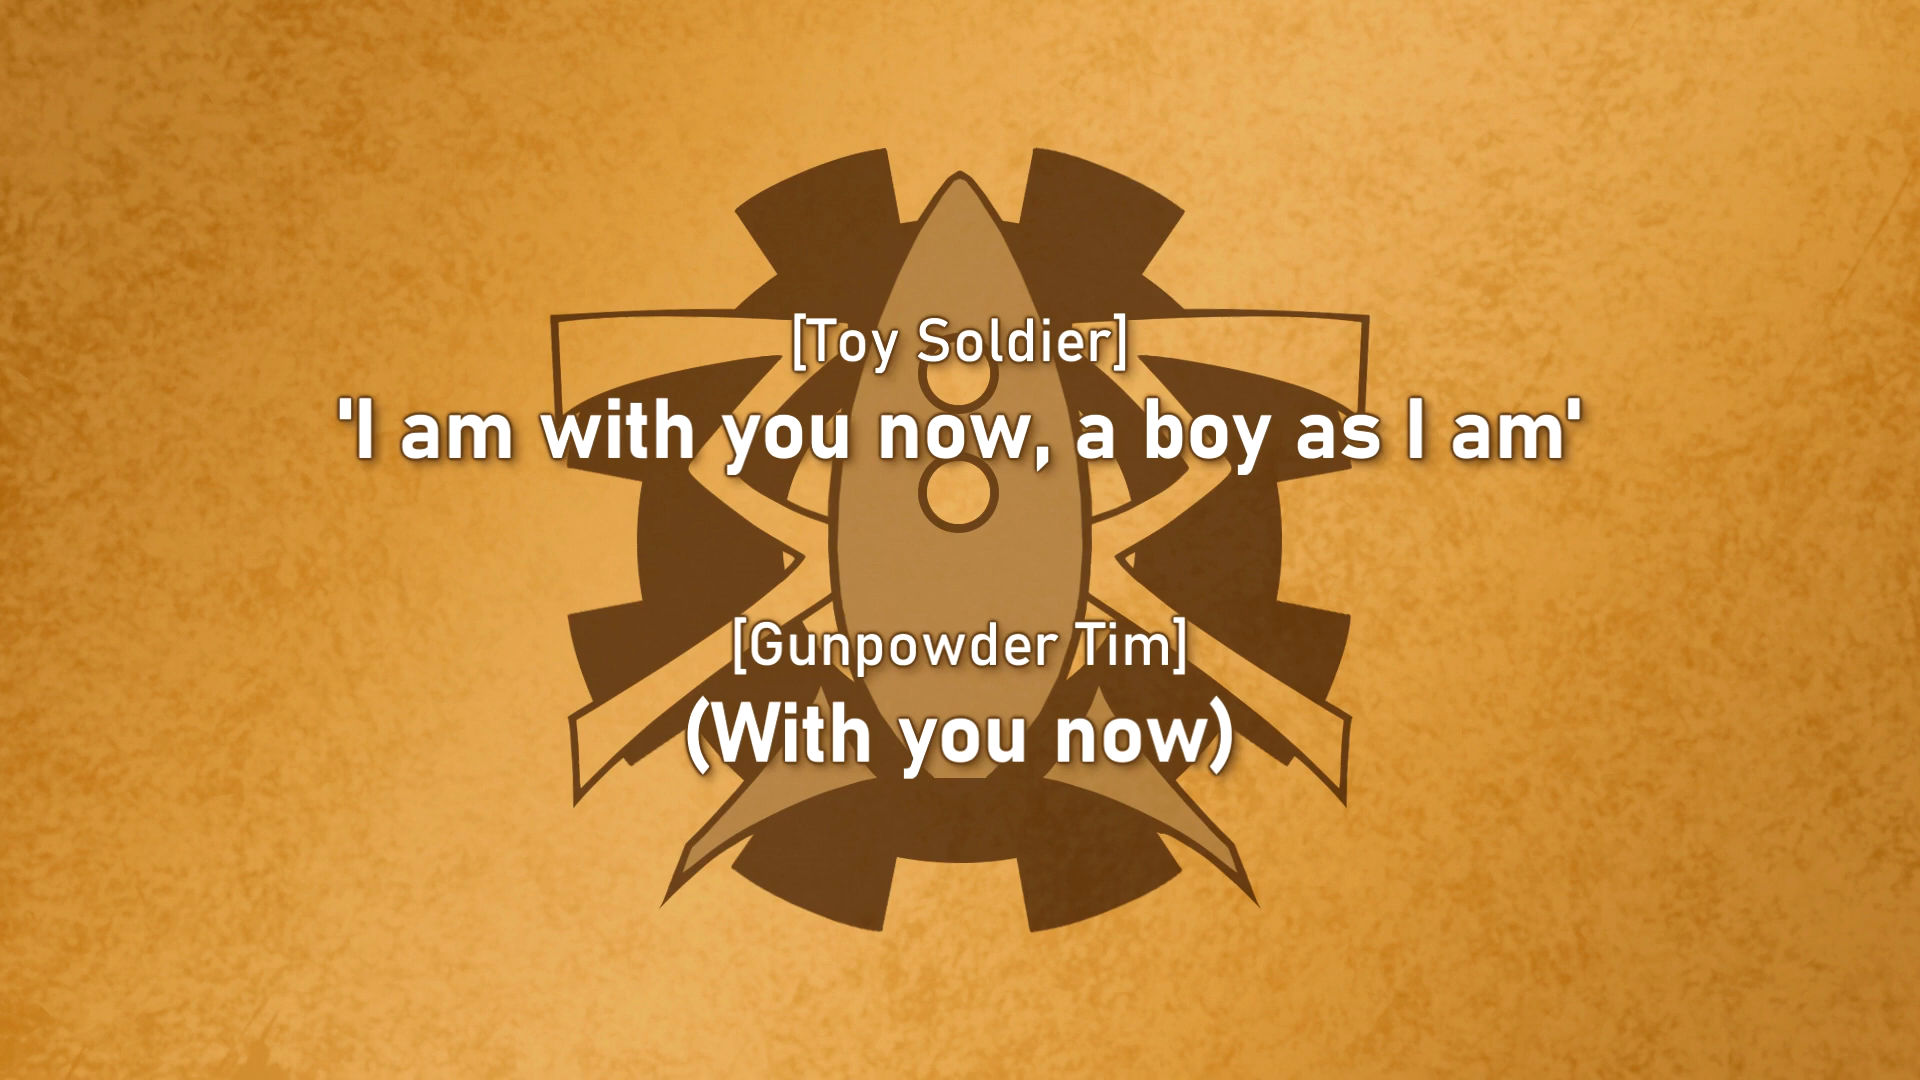 [Toy Soldier]
'I am with you now, a boy as I am'
[Gunpowder Tim]
(With you now)